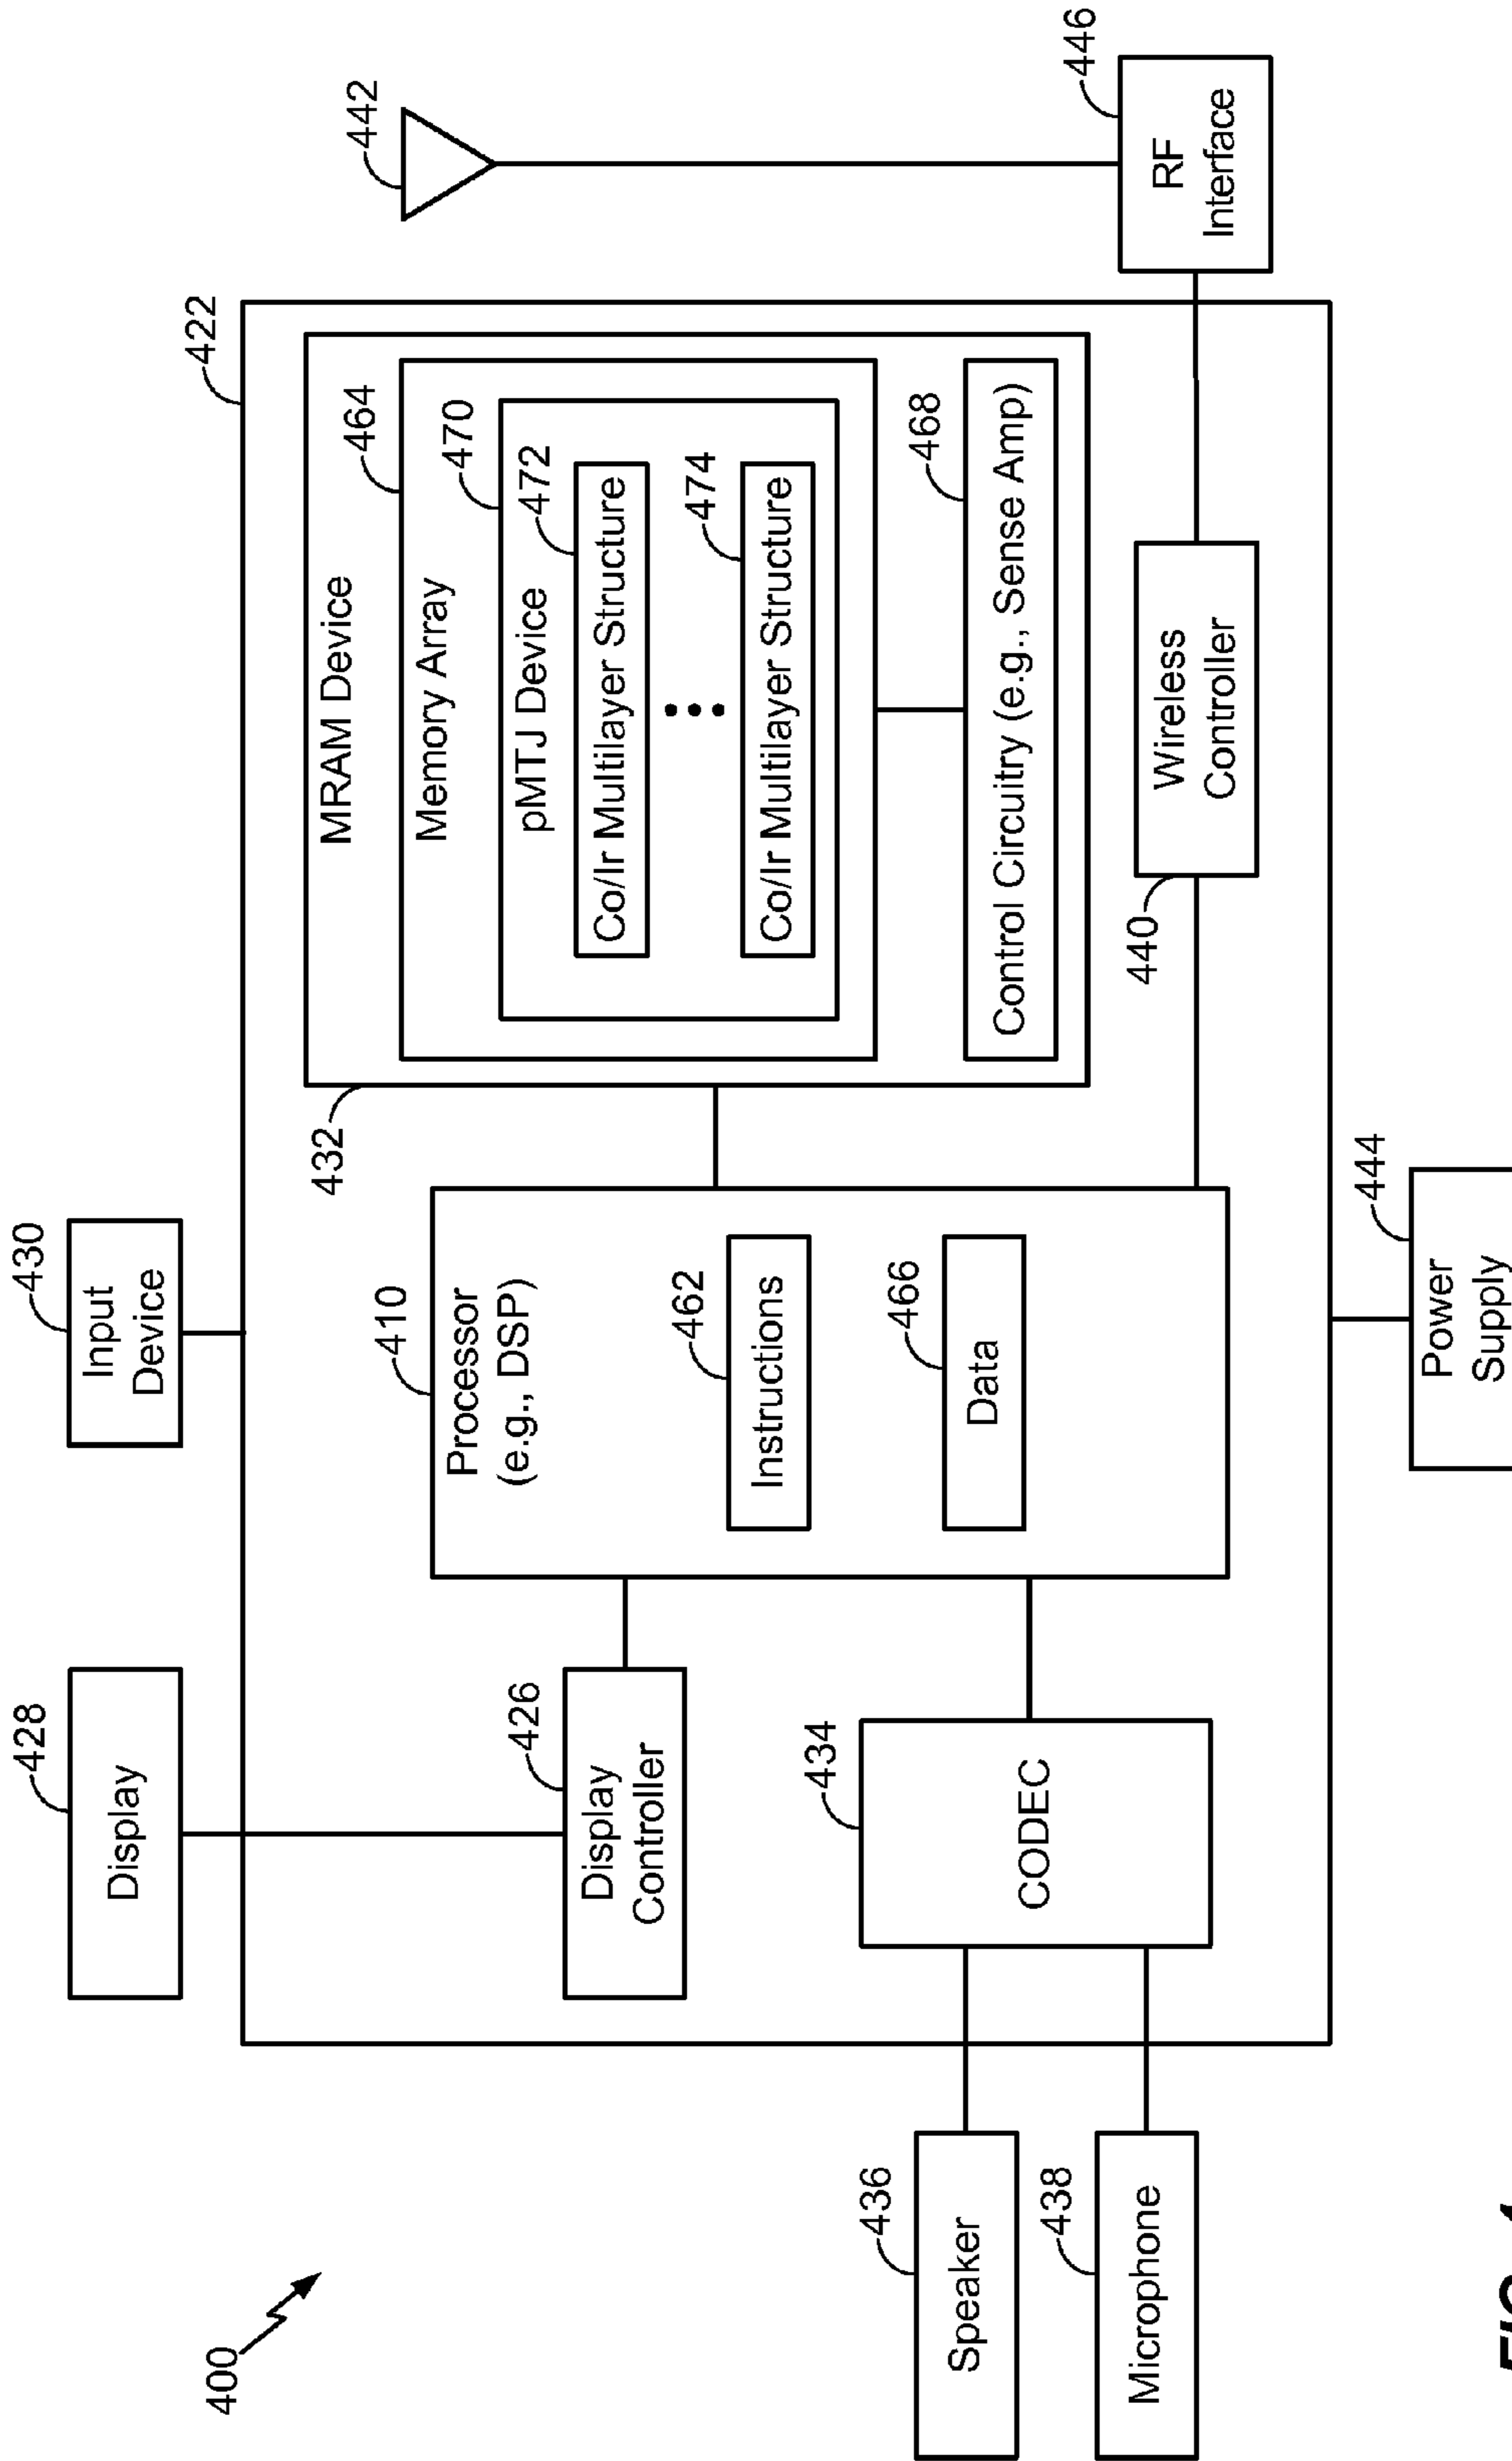 400
428
Display
430
Input
Device
442
422
426
Display
Controller
410
Processor
(e.g., DSP)
462
Instructions
466
Data
432
MRAM Device
464
Memory Array
470
pMTJ Device
472
Co/Ir Multilayer Structure
474
Co/Ir Multilayer Structure
468
Control Circuitry (e.g., Sense Amp)
434
CODEC
436
Speaker
438
Microphone
440
Wireless
Controller
446
RF
Interface
444
Power
Supply